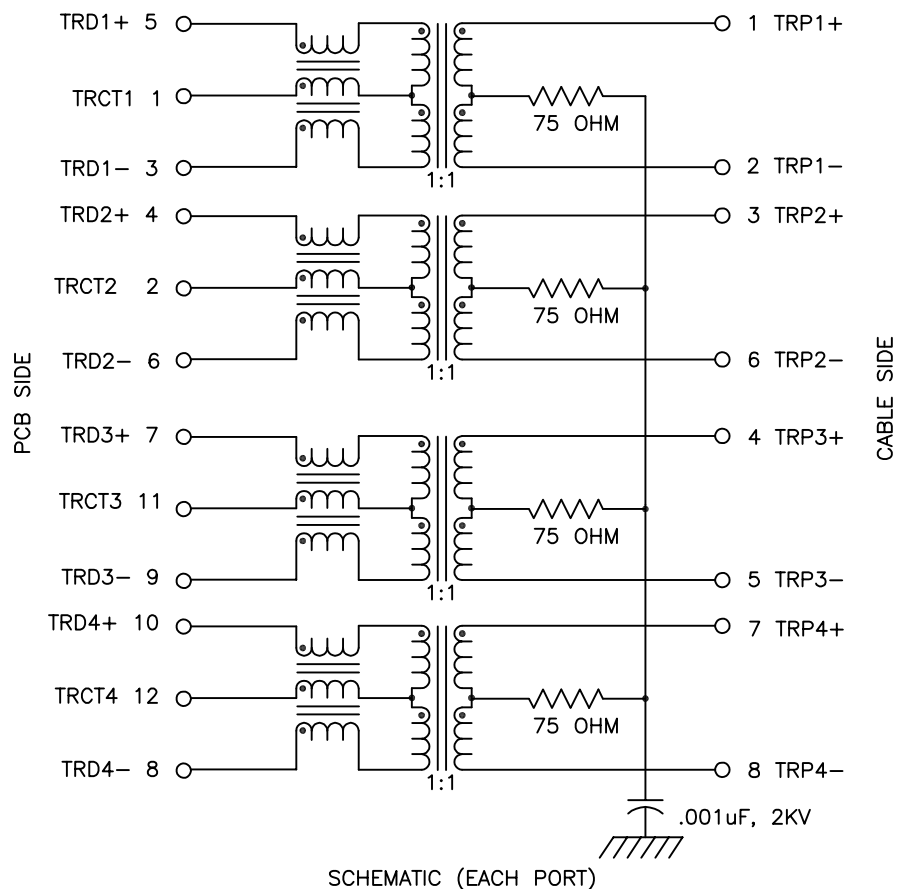 TRD1+ 5
1 TRP1+
TRCT1 1
75 OHM
TRD1- 3
2 TRP1-
1:1
TRD2+ 4
3 TRP2+
TRCT2 2
75 OHM
TRD2- 6
6 TRP2-
1:1
PCB SIDE
CABLE SIDE
TRD3+ 7
4 TRP3+
TRCT3 11
75 OHM
TRD3- 9
5 TRP3-
1:1
TRD4+ 10
7 TRP4+
TRCT4 12
75 OHM
TRD4- 8
8 TRP4-
1:1
.001uF, 2KV
SCHEMATIC (EACH PORT)